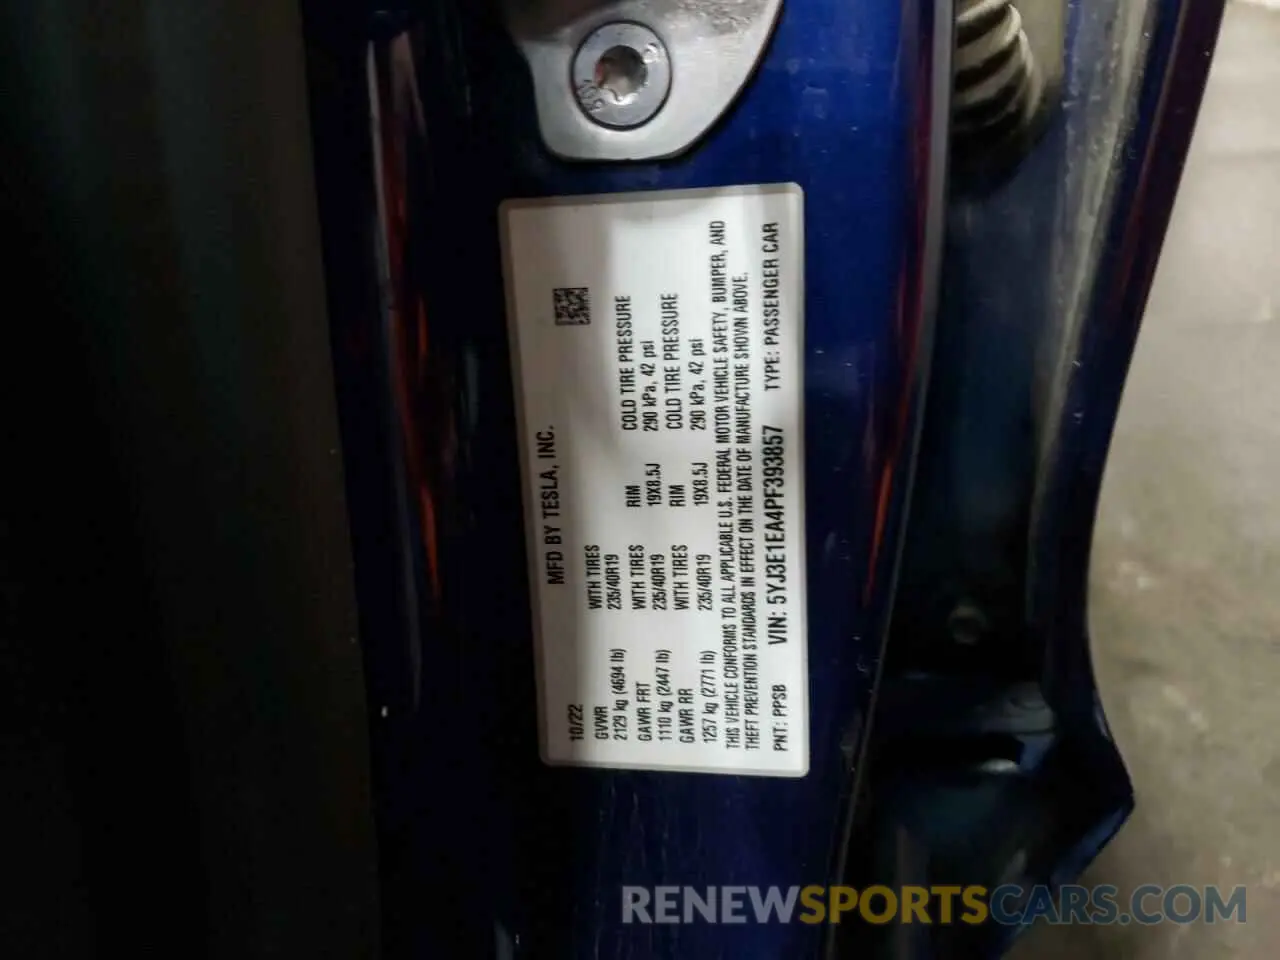 MFD BY TESLA, INC.
10/22
GVWR WITH TIRES RIM COLD TIRE PRESSURE
2129 kg (4694 lb) 235/40R19 19X8.5J 290 kPa, 42 psi
GAWR FRT WITH TIRES RIM COLD TIRE PRESSURE
1110 kg (2447 lb) 235/40R19 19X8.5J 290 kPa, 42 psi
GAWR RR WITH TIRES
1257 kg (2771 lb) 235/40R19
THIS VEHICLE CONFORMS TO ALL APPLICABLE U.S. FEDERAL MOTOR VEHICLE SAFETY, BUMPER, AND
THEFT PREVENTION STANDARDS IN EFFECT ON THE DATE OF MANUFACTURE SHOWN ABOVE.
PNT: PPSB VIN: 5YJ3E1EA4PF393857 TYPE: PASSENGER CAR
RENEWSPORTSCARS.COM